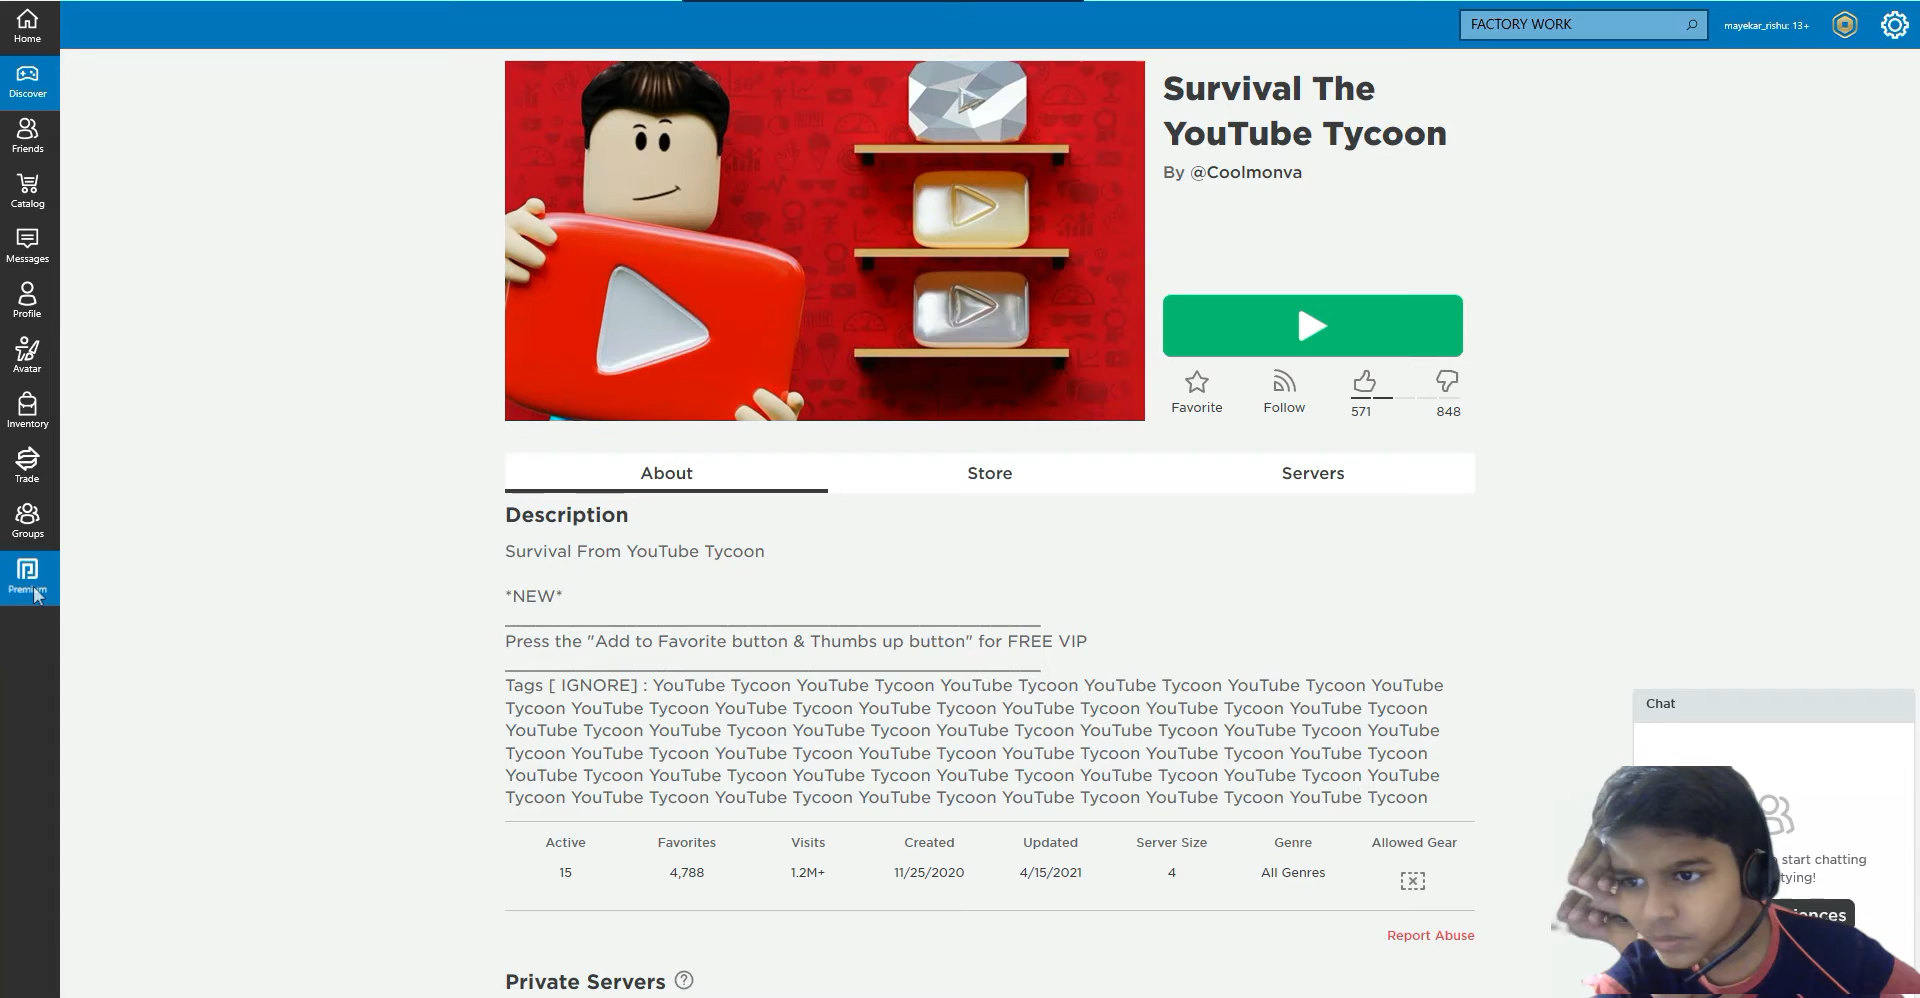 Home
FACTORY WORK
mayekar_rishu: 13+
Discover
Friends
Catalog
Messages
Profile
Avatar
Inventory
Trade
Groups
Premium
Survival The
YouTube Tycoon
By @Coolmonva
Favorite
Follow
571
848
About
Store
Servers
Description
Survival From YouTube Tycoon
*NEW*
Press the "Add to Favorite button & Thumbs up button" for FREE VIP
Tags [ IGNORE] : YouTube Tycoon YouTube Tycoon YouTube Tycoon YouTube Tycoon YouTube Tycoon YouTube
Tycoon YouTube Tycoon YouTube Tycoon YouTube Tycoon YouTube Tycoon YouTube Tycoon YouTube Tycoon
YouTube Tycoon YouTube Tycoon YouTube Tycoon YouTube Tycoon YouTube Tycoon YouTube Tycoon YouTube
Tycoon YouTube Tycoon YouTube Tycoon YouTube Tycoon YouTube Tycoon YouTube Tycoon YouTube Tycoon
YouTube Tycoon YouTube Tycoon YouTube Tycoon YouTube Tycoon YouTube Tycoon YouTube Tycoon YouTube
Tycoon YouTube Tycoon YouTube Tycoon YouTube Tycoon YouTube Tycoon YouTube Tycoon YouTube Tycoon
Active
Favorites
Visits
Created
Updated
Server Size
Genre
Allowed Gear
15
4,788
1.2M+
11/25/2020
4/15/2021
4
All Genres
Report Abuse
Private Servers
Chat
start chatting